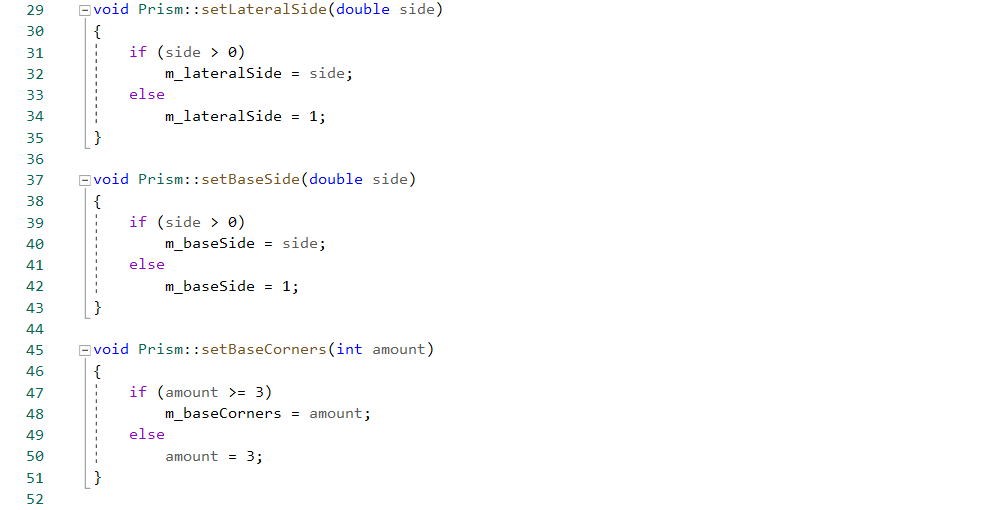 29 void Prism::setLateralSide(double side)
30 {
31 if (side > 0)
32 m_lateralSide = side;
33 else
34 m_lateralSide = 1;
35 }
36
37 void Prism::setBaseSide(double side)
38 {
39 if (side > 0)
40 m_baseSide = side;
41 else
42 m_baseSide = 1;
43 }
44
45 void Prism::setBaseCorners(int amount)
46 {
47 if (amount >= 3)
48 m_baseCorners = amount;
49 else
50 amount = 3;
51 }
52